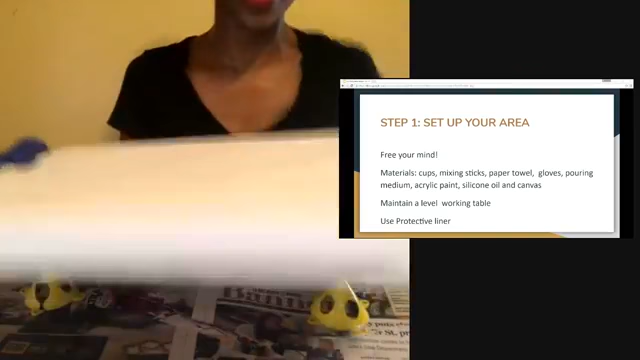 STEP 1: SET UP YOUR AREA
Free your mind!
Materials: cups, mixing sticks, paper towel, gloves, pouring
medium, acrylic paint, silicone oil and canvas
Maintain a level working table
Use Protective liner